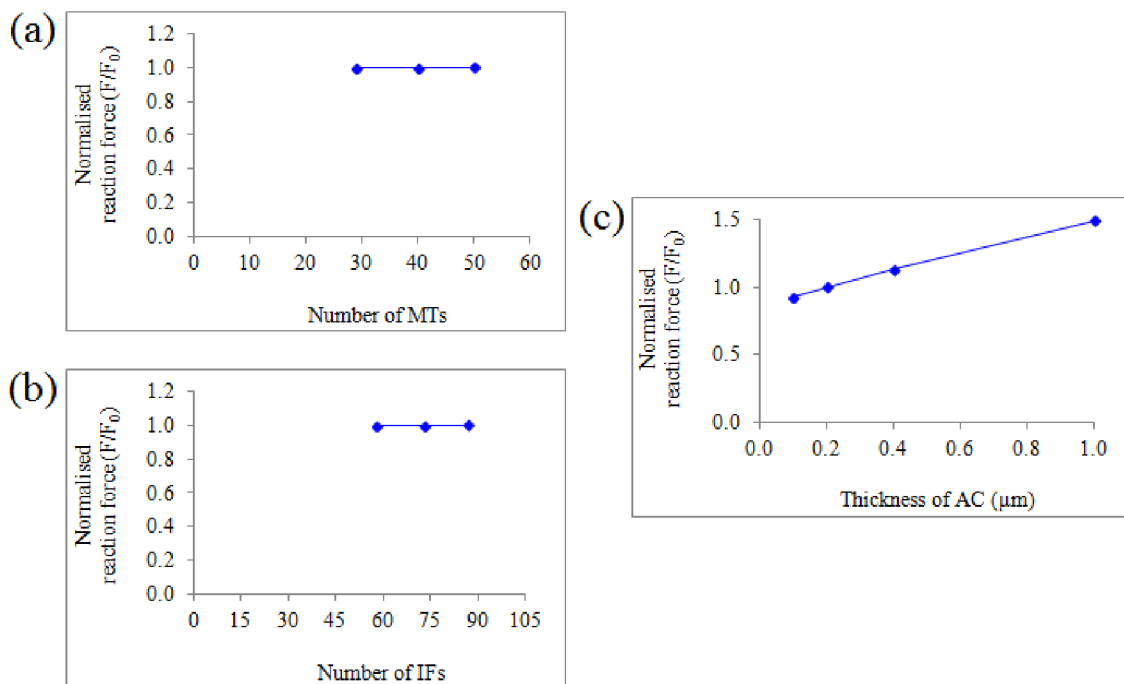 (a)
Normalised
reaction force (F/F0)
1.2
1.0
0.8
0.6
0.4
0.2
0.0
0 10 20 30 40 50 60
Number of MTs
(b)
Normalised
reaction force (F/F0)
1.2
1.0
0.8
0.6
0.4
0.2
0.0
0 15 30 45 60 75 90 105
Number of IFs
(c)
Normalised
reaction force (F/F0)
1.5
1.0
0.5
0.0
0.0 0.2 0.4 0.6 0.8 1.0
Thickness of AC (µm)